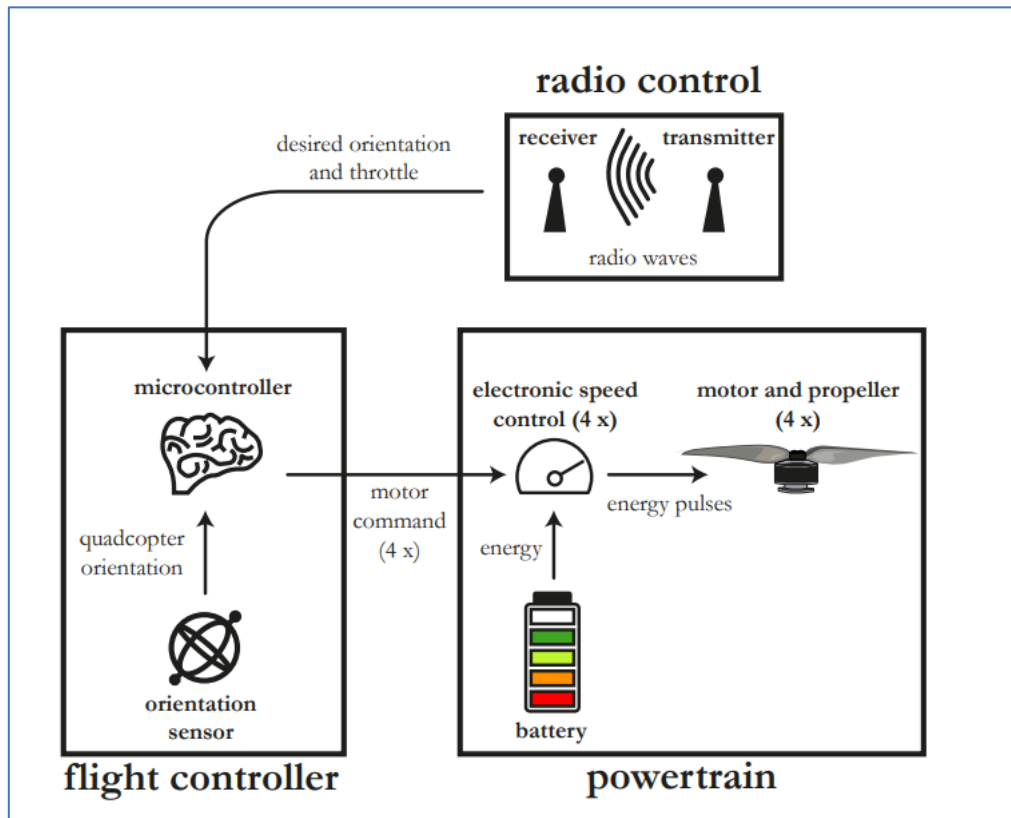 radio control
receiver
transmitter
radio waves
desired orientation
and throttle
microcontroller
quadcopter
orientation
orientation
sensor
flight controller
motor
command
(4 x)
electronic speed
control (4 x)
motor and propeller
(4 x)
energy pulses
energy
battery
powertrain